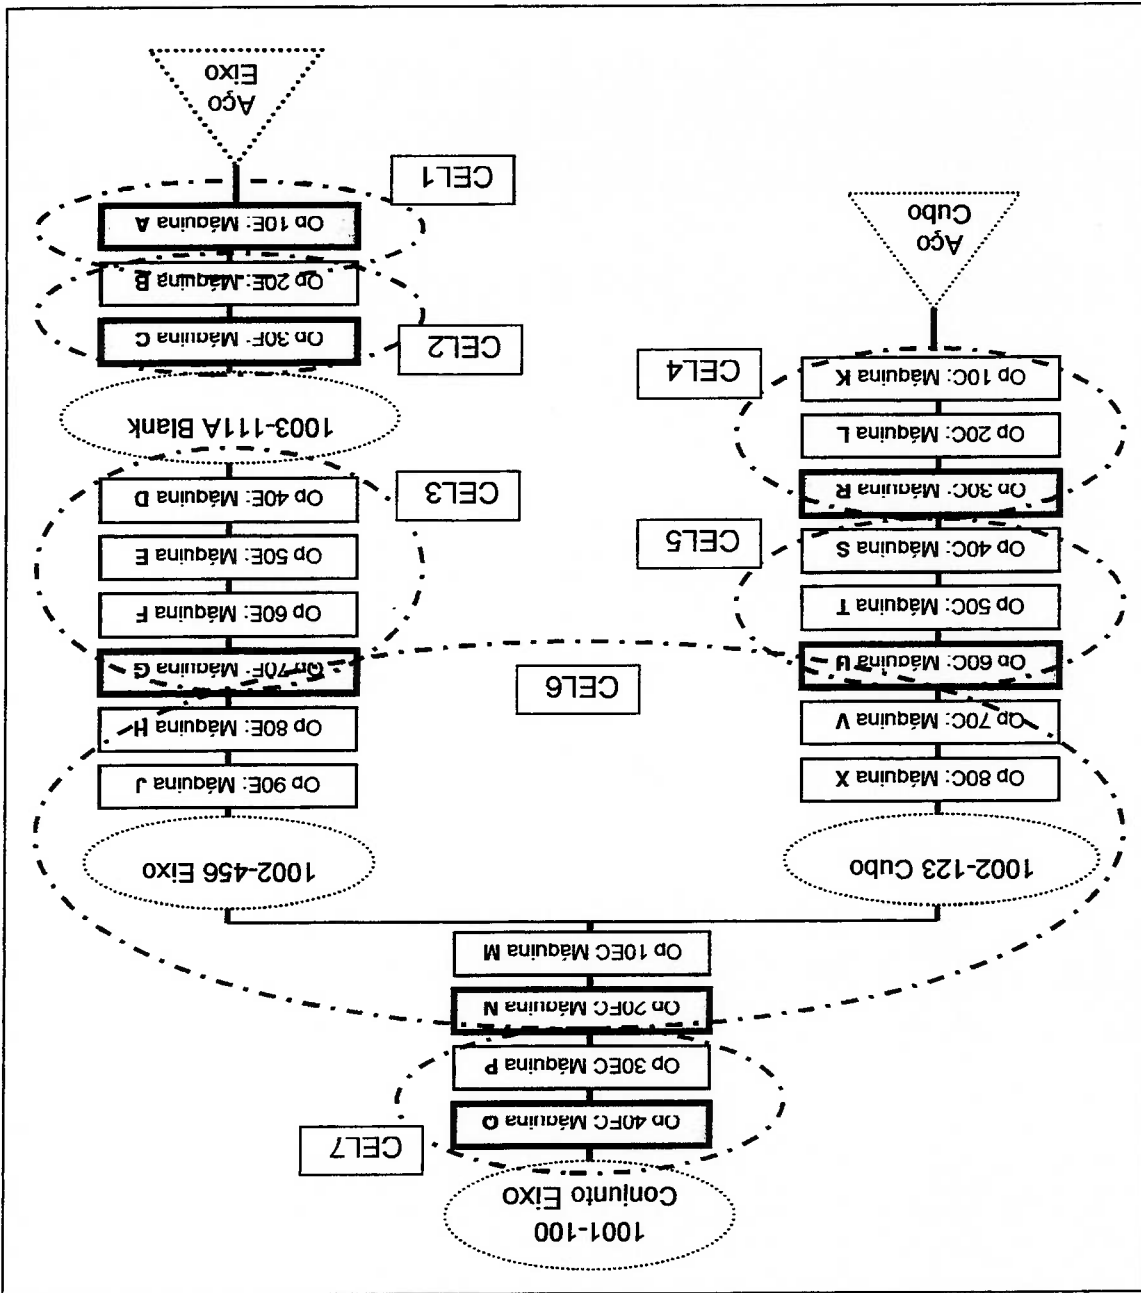 1001-100
Conjunto Eixo
CEL7
Op 40EC Máquina Q
Op 30EC Máquina P
Op 20EC Máquina N
Op 10EC Máquina M
1002-123 Cubo
Op 80C: Máquina X
Op 70C: Máquina V
Op 60C: Máquina U
Op 50C: Máquina T
Op 40C: Máquina S
CEL5
Op 30C: Máquina R
Op 20C: Máquina L
Op 10C: Máquina K
CEL4
Aço
Cubo
CEL6
1002-456 Eixo
Op 90E: Máquina J
Op 80E: Máquina H
Op 70E: Máquina G
Op 60E: Máquina F
Op 50E: Máquina E
Op 40E: Máquina D
CEL3
1003-111A Blank
Op 30E: Máquina C
CEL2
Op 20E: Máquina B
Op 10E: Máquina A
CEL1
Aço
Eixo